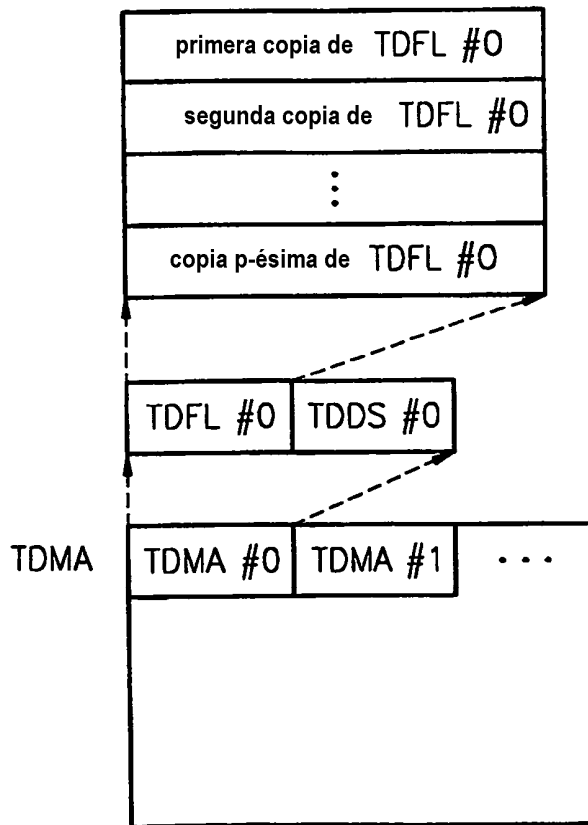 primera copia de TDFL #0
segunda copia de TDFL #0
⋮
copia p-ésima de TDFL #0
TDFL #0 TDDS #0
TDMA TDMA #0 TDMA #1 ···